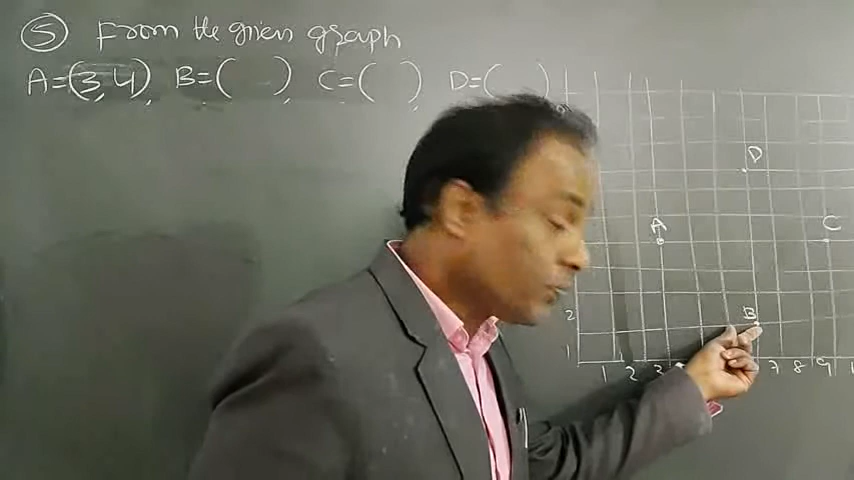 5 From the given graph
A=(3,4), B=( ), C=( ) D=( )
D
A C
B
2
1
1 2 3 7 8 9